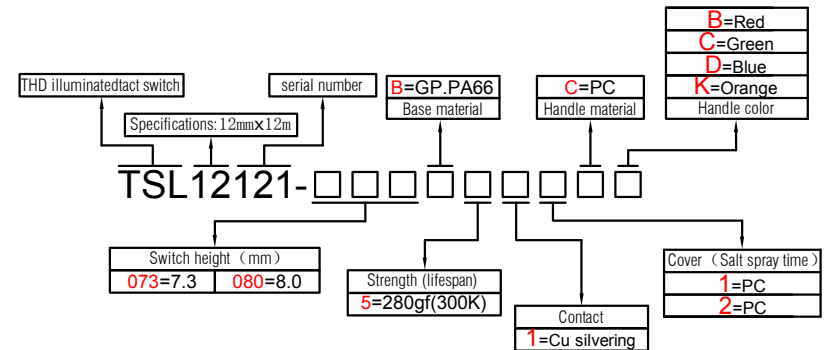 B=Red
C=Green
D=Blue
K=Orange
Handle color
THD illuminatedtact switch
serial number
B=GP.PA66
Base material
C=PC
Handle material
Specifications:12mmx12m
TSL12121-□□□□□□□□□
Switch height（mm）
073=7.3 080=8.0
Strength (lifespan)
5=280gf(300K)
Contact
1=Cu silvering
Cover（Salt spray time）
1=PC
2=PC